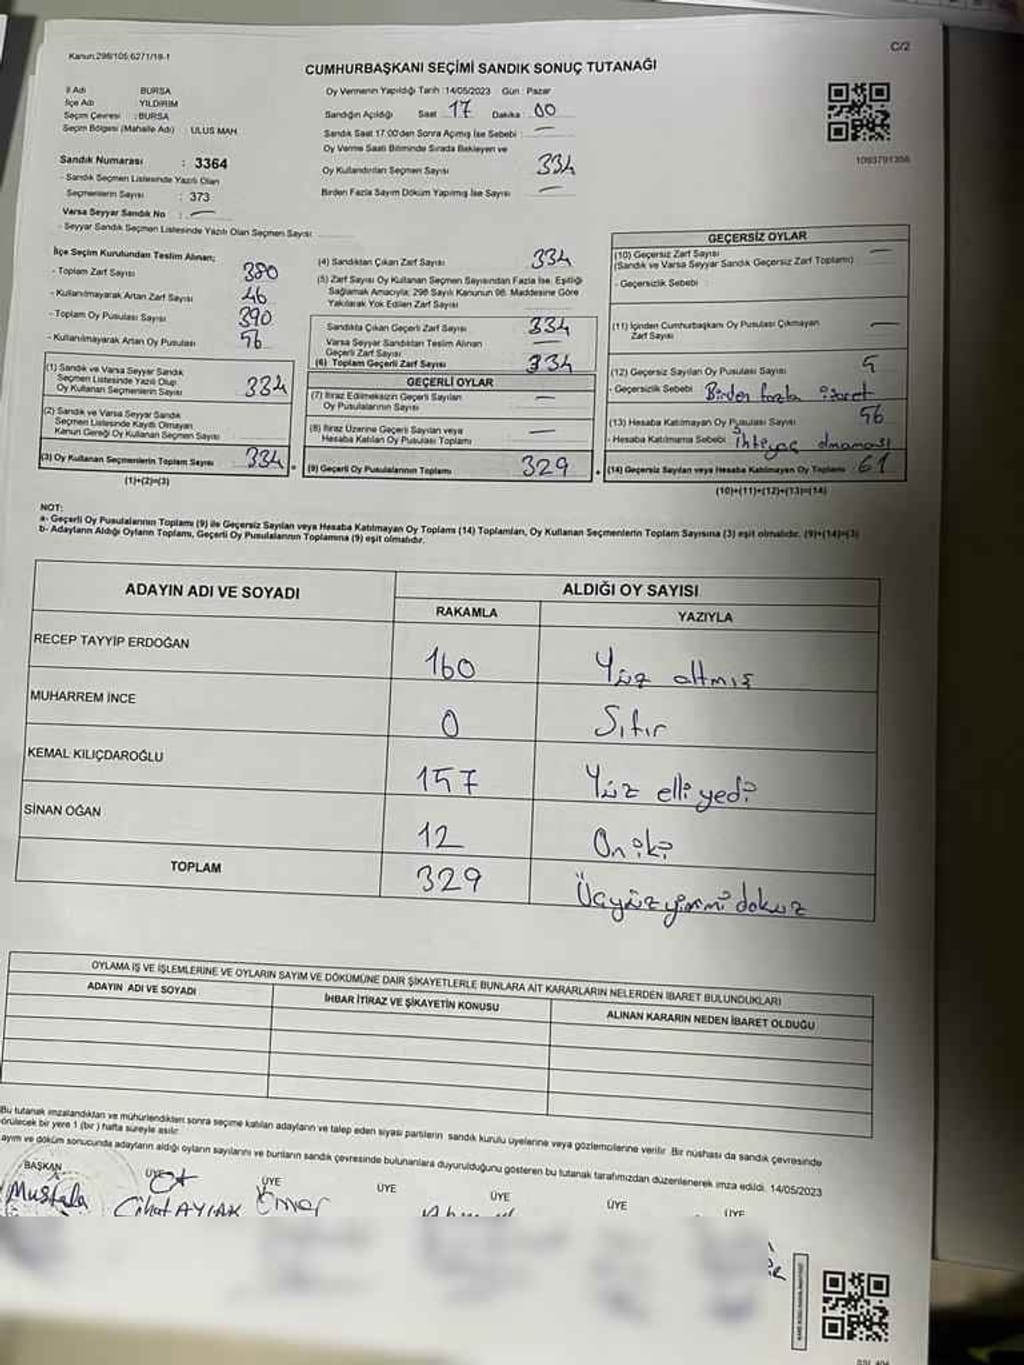 Kanun:298/105;6271/18-1
C/2
CUMHURBAŞKANI SEÇİMİ SANDIK SONUÇ TUTANAĞI
İl Adı BURSA
İlçe Adı YILDIRIM
Seçim Çevresi : BURSA
Seçim Bölgesi (Mahalle Adı) : ULUS MAH.
Sandık Numarası : 3364
- Sandık Seçmen Listesinde Yazılı Olan
Seçmenlerin Sayısı : 373
Varsa Seyyar Sandık No : —
- Seyyar Sandık Seçmen Listesinde Yazılı Olan Seçmen Sayısı:
Oy Vermenin Yapıldığı Tarih :14/05/2023 Gün : Pazar
Sandığın Açıldığı Saat 17 Dakika : 00
Sandık Saat 17:00'den Sonra Açımış İse Sebebi : —
Oy Verme Saati Bitiminde Sırada Bekleyen ve
Oy Kullandırılan Seçmen Sayısı 334
Birden Fazla Sayım Döküm Yapılmış İse Sayısı —
1093791356
İlçe Seçim Kurulundan Teslim Alınan;
- Toplam Zarf Sayısı 380
- Kullanılmayarak Artan Zarf Sayısı 46
- Toplam Oy Pusulası Sayısı 390
- Kullanılmayarak Artan Oy Pusulası 56
(1) Sandık ve Varsa Seyyar Sandık
Seçmen Listesinde Yazılı Olup
Oy Kullanan Seçmenlerin Sayısı 334
(2) Sandık ve Varsa Seyyar Sandık
Seçmen Listesinde Kayıtlı Olmayan
Kanun Gereği Oy Kullanan Seçmen Sayısı
(3) Oy Kullanan Seçmenlerin Toplam Sayısı 334
(1)+(2)=(3)
(4) Sandıktan Çıkan Zarf Sayısı 334
(5) Zarf Sayısı Oy Kullanan Seçmen Sayısından Fazla İse, Eşitliği
Sağlamak Amacıyla; 298 Sayılı Kanunun 98. Maddesine Göre
Yakılarak Yok Edilen Zarf Sayısı
Sandıkta Çıkan Geçerli Zarf Sayısı 334
Varsa Seyyar Sandıktan Teslim Alınan
Geçerli Zarf Sayısı —
(6) Toplam Geçerli Zarf Sayısı 334
GEÇERLİ OYLAR
(7) İtiraz Edilmeksizin Geçerli Sayılan
Oy Pusulalarının Sayısı —
(8) İtiraz Üzerine Geçerli Sayılan veya
Hesaba Katılan Oy Pusulası Toplamı —
(9) Geçerli Oy Pusulalarının Toplamı 329
GEÇERSİZ OYLAR
(10) Geçersiz Zarf Sayısı —
(Sandık ve Varsa Seyyar Sandık Geçersiz Zarf Toplamı)
- Geçersizlik Sebebi :
(11) İçinden Cumhurbaşkanı Oy Pusulası Çıkmayan —
Zarf Sayısı
(12) Geçersiz Sayılan Oy Pusulası Sayısı 5
- Geçersizlik Sebebi : Birden fazla işaret
(13) Hesaba Katılmayan Oy Pusulası Sayısı 56
- Hesaba Katılmama Sebebi : İhtiyaç olmaması
(14) Geçersiz Sayılan veya Hesaba Katılmayan Oy Toplamı : 61
(10)+(11)+(12)+(13)=(14)
NOT:
a- Geçerli Oy Pusulalarının Toplamı (9) ile Geçersiz Sayılan veya Hesaba Katılmayan Oy Toplamı (14) Toplamları, Oy Kullanan Seçmenlerin Toplam Sayısına (3) eşit olmalıdır. (9)+(14)=(3)
b- Adayların Aldığı Oyların Toplamı, Geçerli Oy Pusulalarının Toplamına (9) eşit olmalıdır.
ADAYIN ADI VE SOYADI ALDIĞI OY SAYISI
RAKAMLA YAZIYLA
RECEP TAYYİP ERDOĞAN 160 Yüz altmış
MUHARREM İNCE 0 Sıfır
KEMAL KILIÇDAROĞLU 157 Yüz elli yedi
SİNAN OĞAN 12 On iki
TOPLAM 329 Üçyüz yirmi dokuz
OYLAMA İŞ VE İŞLEMLERİNE VE OYLARIN SAYIM VE DÖKÜMÜNE DAİR ŞİKAYETLERLE BUNLARA AİT KARARLARIN NELERDEN İBARET BULUNDUKLARI
ADAYIN ADI VE SOYADI İHBAR İTİRAZ VE ŞİKAYETİN KONUSU ALINAN KARARIN NEDEN İBARET OLDUĞU
Bu tutanak imzalandıktan ve mühürlendikten sonra seçime katılan adayların ve talep eden siyasi partilerin sandık kurulu üyelerine veya gözlemcilerine verilir. Bir nüshası da sandık çevresinde
örülecek bir yere 1 (bir) hafta süreyle asılır.
ayım ve döküm sonucunda adayların aldığı oyların sayılarını ve bunların sandık çevresinde bulunanlara duyurulduğunu gösteren bu tutanak tarafımızdan düzenlenerek imza edildi. 14/05/2023
BAŞKAN ÜYE ÜYE ÜYE ÜYE ÜYE ÜYE
Mustafa Cihat AYLAK Ömer